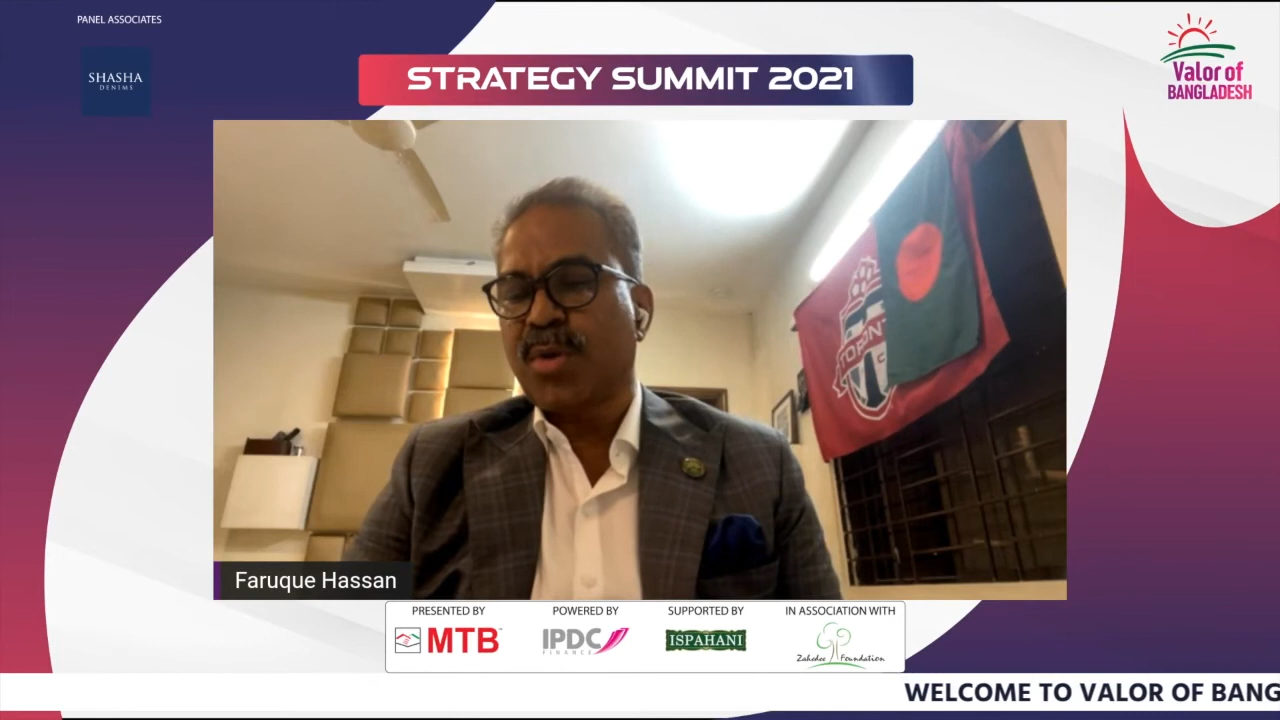 PANEL ASSOCIATES
SHASHA
DENIMS
STRATEGY SUMMIT 2021
Valor of
BANGLADESH
Faruque Hassan
PRESENTED BY
MTB
POWERED BY
IPDC
FINANCE
SUPPORTED BY
ISPAHANI
IN ASSOCIATION WITH
Zahedee Foundation
WELCOME TO VALOR OF BANG